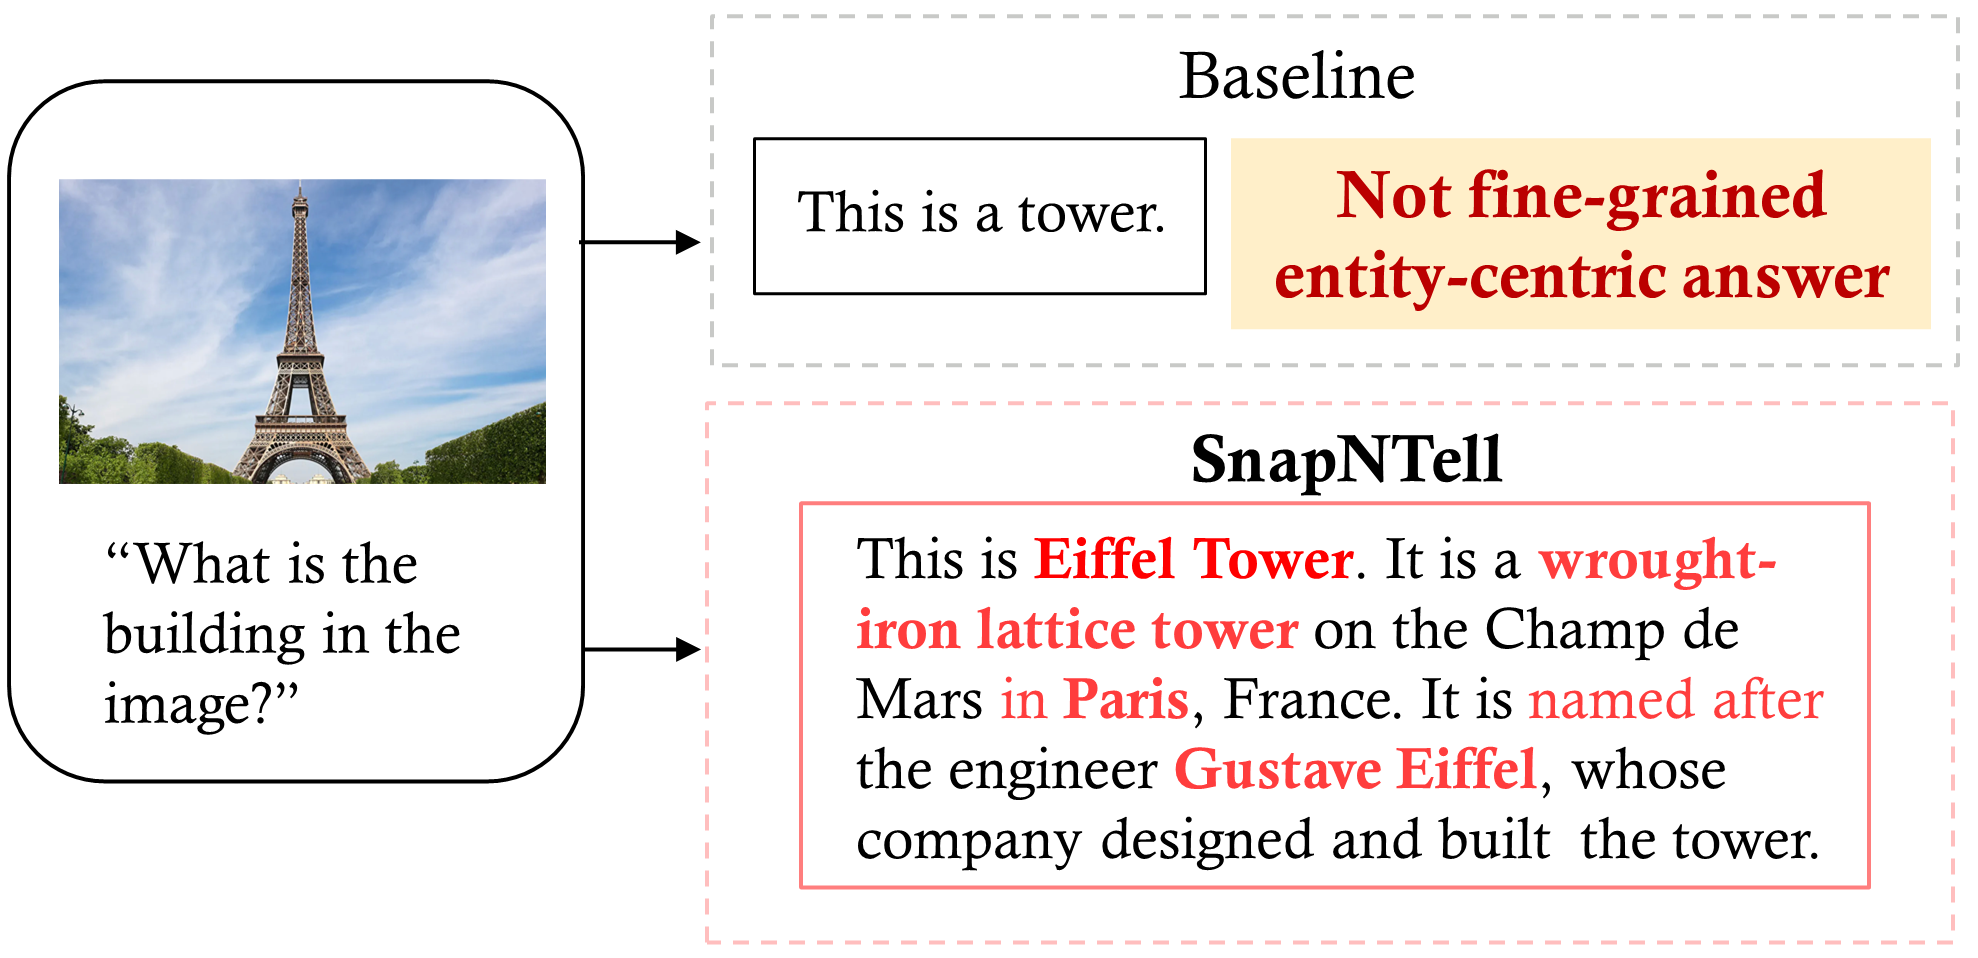 “What is the
building in the
image?”
Baseline
This is a tower.
Not fine-grained
entity-centric answer
SnapNTell
This is Eiffel Tower. It is a wrought-
iron lattice tower on the Champ de
Mars in Paris, France. It is named after
the engineer Gustave Eiffel, whose
company designed and built the tower.